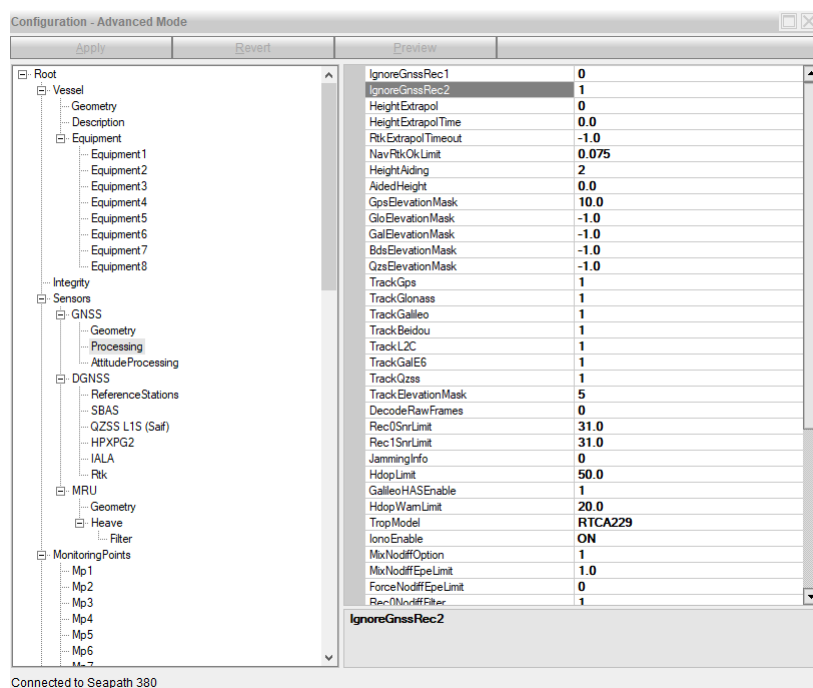 Configuration - Advanced Mode
Apply Revert Preview
Root
Vessel
Geometry
Description
Equipment
Equipment1
Equipment2
Equipment3
Equipment4
Equipment5
Equipment6
Equipment7
Equipment8
Integrity
Sensors
GNSS
Geometry
Processing
AttitudeProcessing
DGNSS
ReferenceStations
SBAS
QZSS L1S (Saif)
HPXPG2
IALA
Rtk
MRU
Geometry
Heave
Filter
MonitoringPoints
Mp1
Mp2
Mp3
Mp4
Mp5
Mp6
Mp7
IgnoreGnssRec1 0
IgnoreGnssRec2 1
HeightExtrapol 0
HeightExtrapolTime 0.0
RtkExtrapolTimeout -1.0
NavRtkOkLimit 0.075
HeightAiding 2
AidedHeight 0.0
GpsElevationMask 10.0
GloElevationMask -1.0
GalElevationMask -1.0
BdsElevationMask -1.0
QzsElevationMask -1.0
TrackGps 1
TrackGlonass 1
TrackGalileo 1
TrackBeidou 1
TrackL2C 1
TrackGalE6 1
TrackQzss 1
TrackElevationMask 5
DecodeRawFrames 0
Rec0SnrLimit 31.0
Rec1SnrLimit 31.0
JammingInfo 0
HdopLimit 50.0
GalileoHASEnable 1
HdopWarnLimit 20.0
TropModel RTCA229
IonoEnable ON
MixNodiffOption 1
MixNodiffEpeLimit 1.0
ForceNodiffEpeLimit 0
Rec0NodiffFilter 1
IgnoreGnssRec2
Connected to Seapath 380